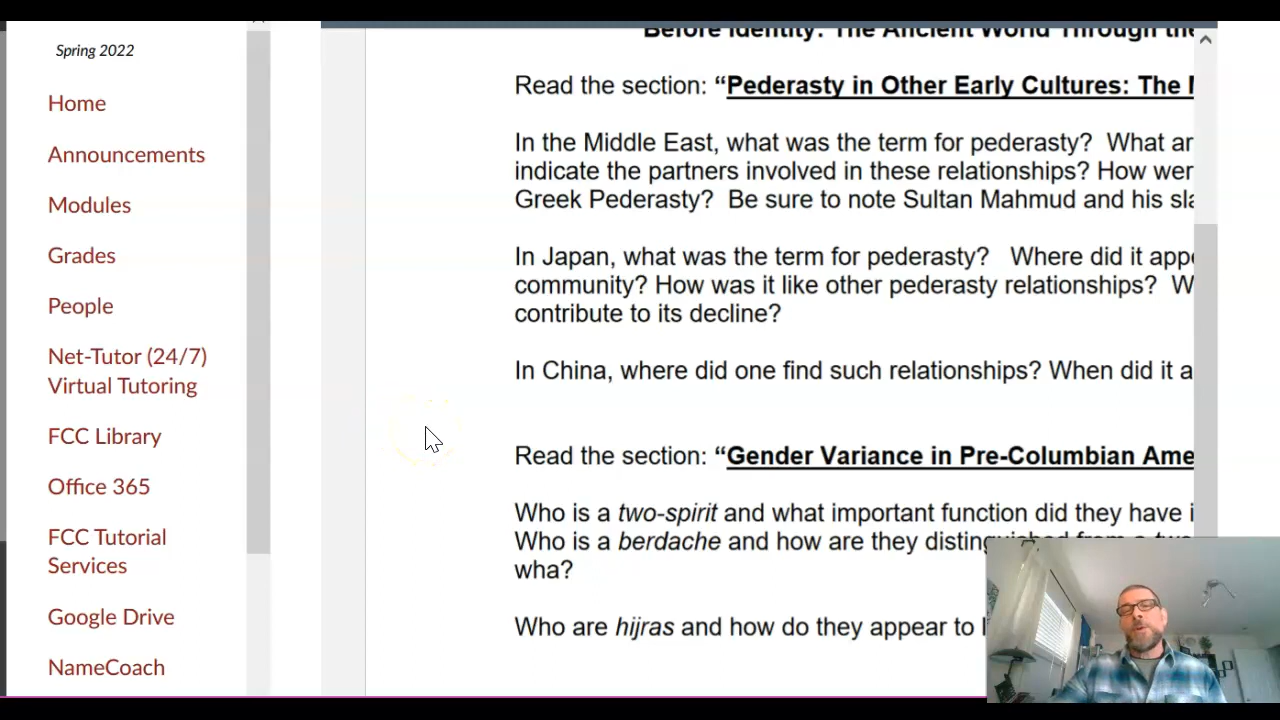 Spring 2022
Home
Announcements
Modules
Grades
People
Net-Tutor (24/7)
Virtual Tutoring
FCC Library
Office 365
FCC Tutorial
Services
Google Drive
NameCoach
Before Identity: The Ancient World Through the
Read the section: “Pederasty in Other Early Cultures: The
In the Middle East, what was the term for pederasty? What ar
indicate the partners involved in these relationships? How wer
Greek Pederasty? Be sure to note Sultan Mahmud and his sla
In Japan, what was the term for pederasty? Where did it appe
community? How was it like other pederasty relationships? W
contribute to its decline?
In China, where did one find such relationships? When did it a
Read the section: “Gender Variance in Pre-Columbian Ame
Who is a two-spirit and what important function did they have i
Who is a berdache and how are they distinguished from a two
wha?
Who are hijras and how do they appear to